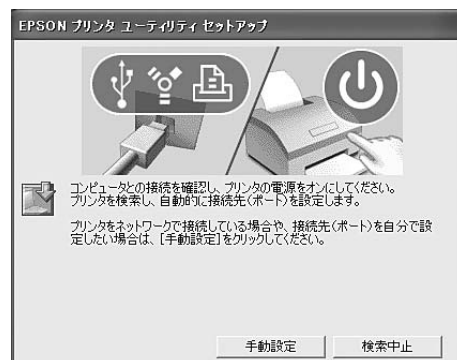 EPSON プリンタ ユーティリティ セットアップ
コンピュータとの接続を確認し、プリンタの電源をオンにしてください。
プリンタを検索し、自動的に接続先(ポート)を設定します。
プリンタをネットワークで接続している場合や、接続先(ポート)を自分で設
定したい場合は、[手動設定]をクリックしてください。
手動設定
検索中止